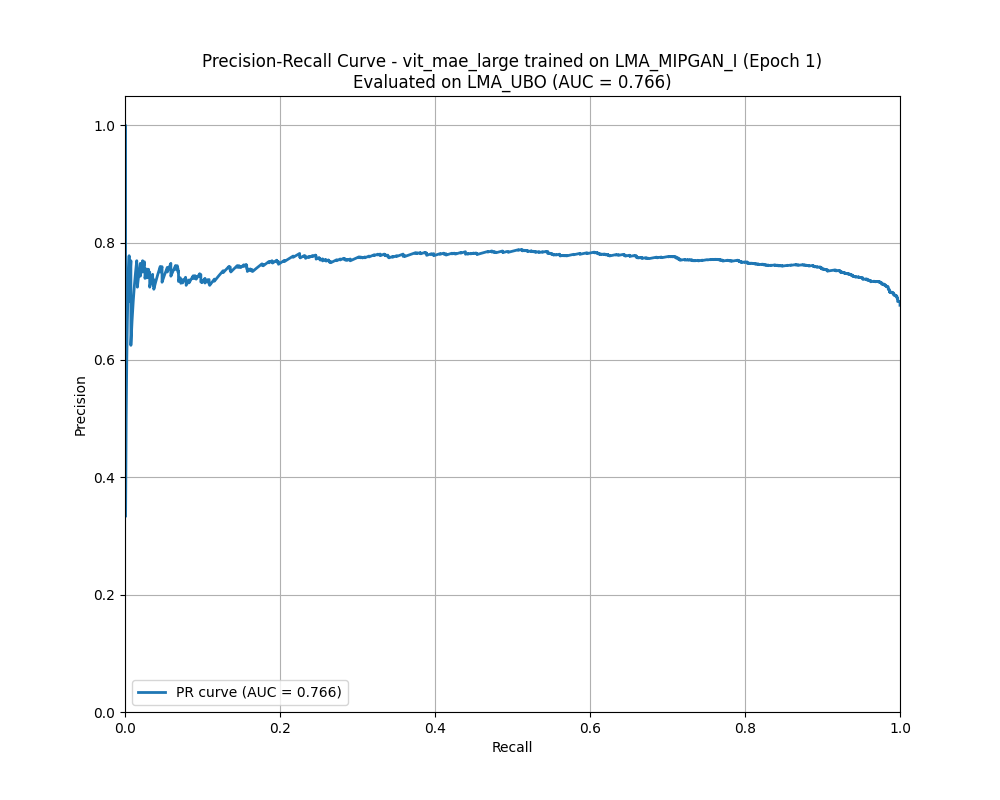 Precision-Recall Curve - vit_mae_large trained on LMA_MIPGAN_I (Epoch 1)
Evaluated on LMA_UBO (AUC = 0.766)
Precision
1.0
0.8
0.6
0.4
0.2
0.0
PR curve (AUC = 0.766)
0.0 0.2 0.4 0.6 0.8 1.0
Recall